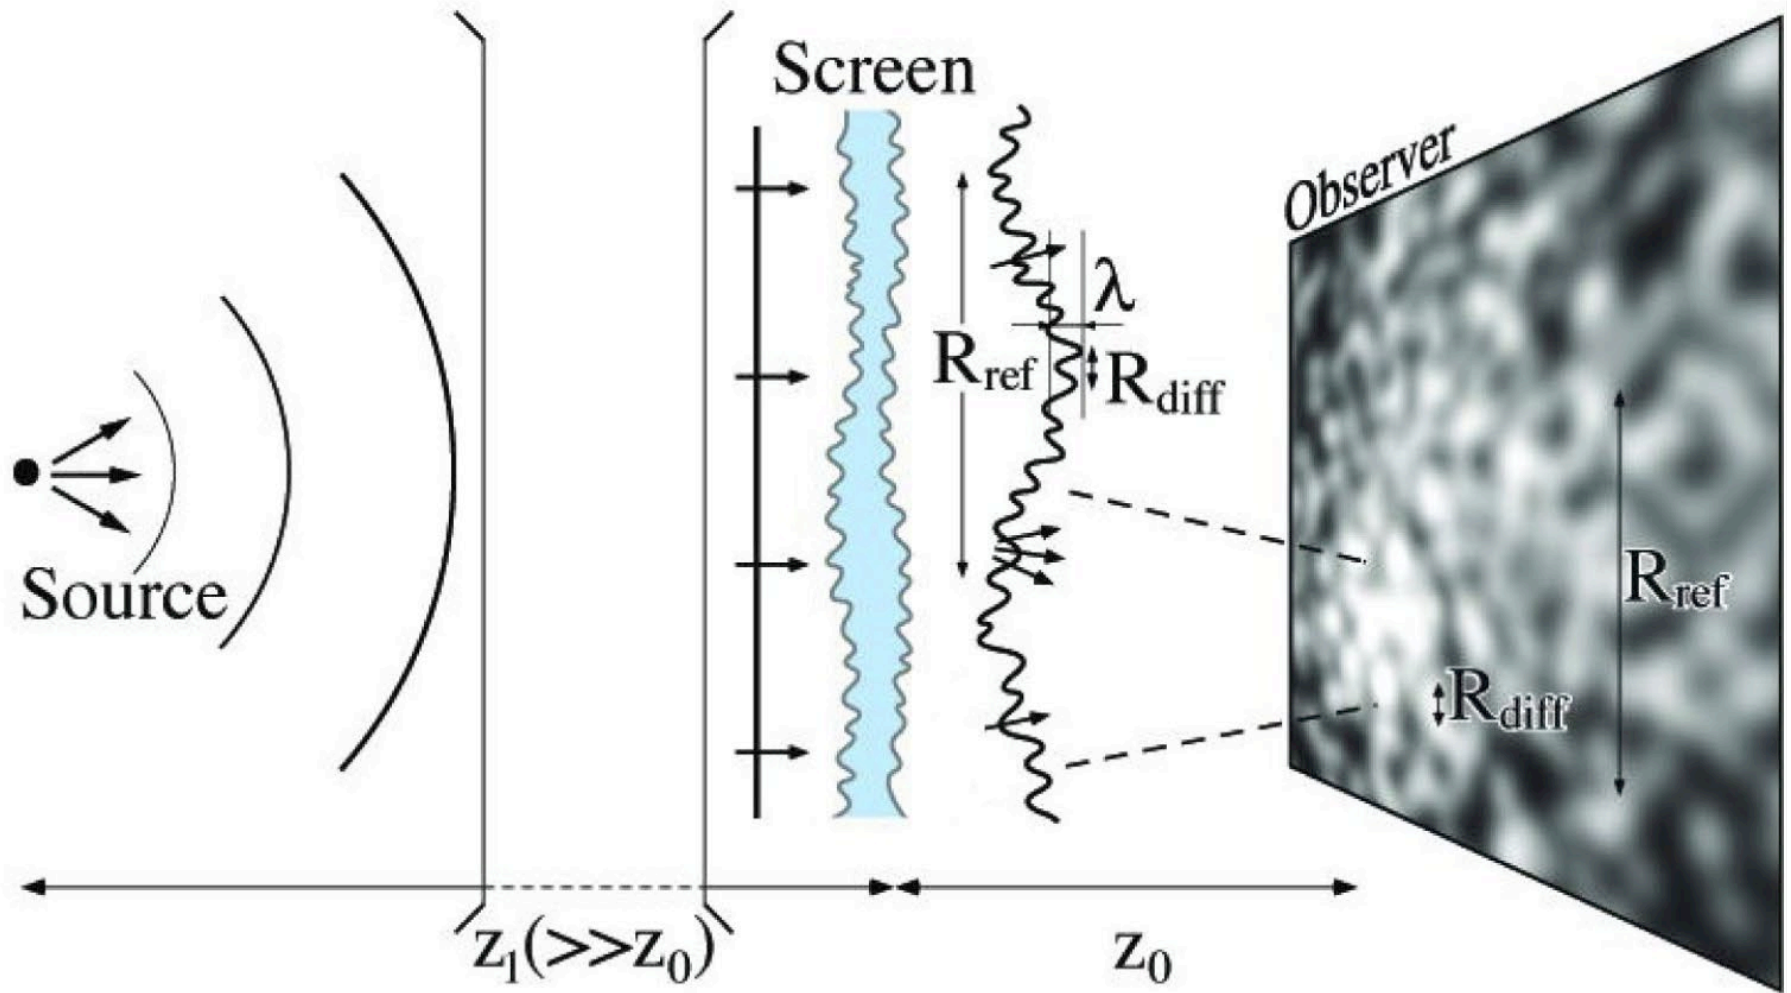 Screen
Observer
λ
R_ref
R_diff
Source
R_ref
R_diff
z_1(>>z_0)
z_0